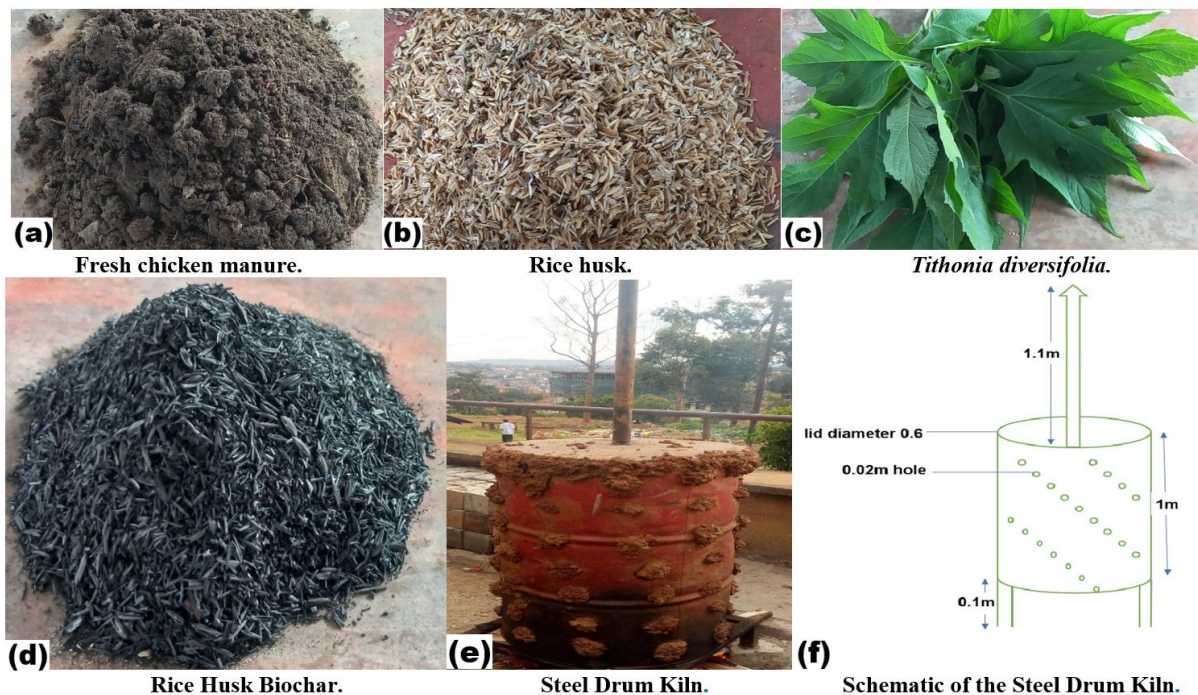 (a)
(b)
(c)
Fresh chicken manure.
Rice husk.
Tithonia diversifolia.
1.1m
lid diameter 0.6
0.02m hole
1m
0.1m
(d)
(e)
(f)
Rice Husk Biochar.
Steel Drum Kiln.
Schematic of the Steel Drum Kiln.